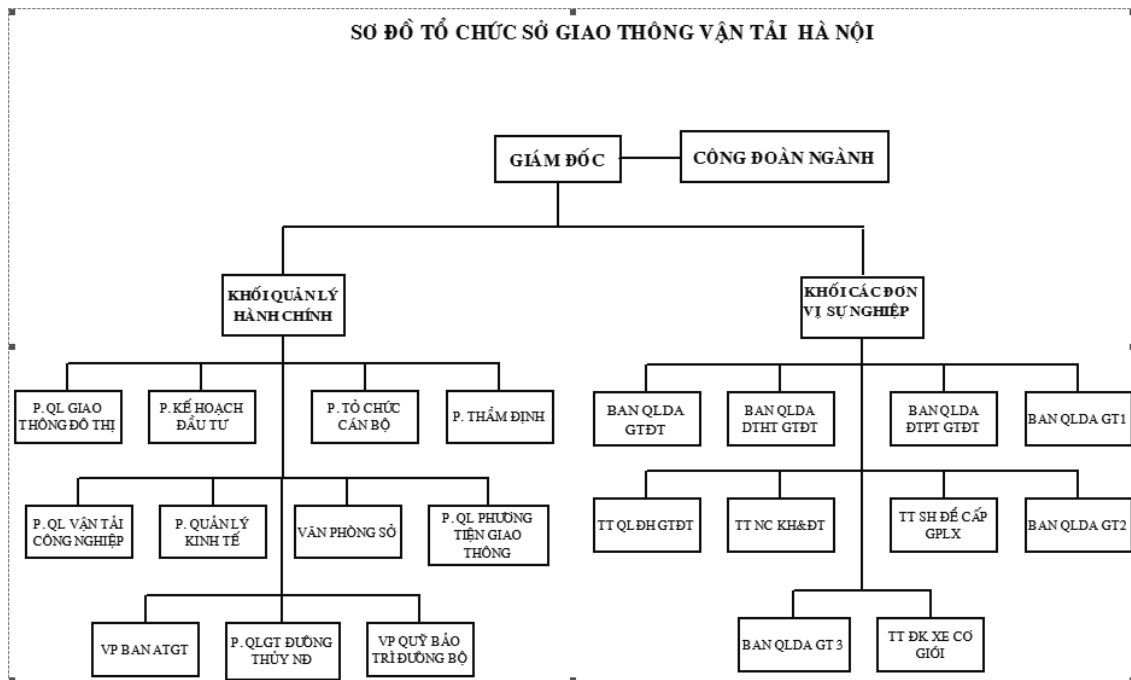 SƠ ĐỒ TỔ CHỨC SỞ GIAO THÔNG VẬN TẢI HÀ NỘI
GIÁM ĐỐC
CÔNG ĐOÀN NGÀNH
KHỐI QUẢN LÝ
HÀNH CHÍNH
KHỐI CÁC ĐƠN
VỊ SỰ NGHIỆP
P. QL GIAO
THÔNG ĐÔ THỊ
P. KẾ HOẠCH
ĐẦU TƯ
P. TỔ CHỨC
CÁN BỘ
P. THẨM ĐỊNH
BAN QLDA
GTĐT
BAN QLDA
DTHT GTĐT
BAN QLDA
ĐTPT GTĐT
BAN QLDA GT1
P. QL VẬN TẢI
CÔNG NGHIỆP
P. QUẢN LÝ
KINH TẾ
VĂN PHÒNG SỞ
P. QL PHƯƠNG
TIỆN GIAO
THÔNG
TT QLĐH GTĐT
TT NC KH&ĐT
TT SH ĐỂ CẤP
GPLX
BAN QLDA GT2
VP BAN ATGT
P. QLGT ĐƯỜNG
THỦY NĐ
VP QUỸ BẢO
TRÌ ĐƯỜNG BỘ
BAN QLDA GT 3
TT ĐK XE CƠ
GIỚI